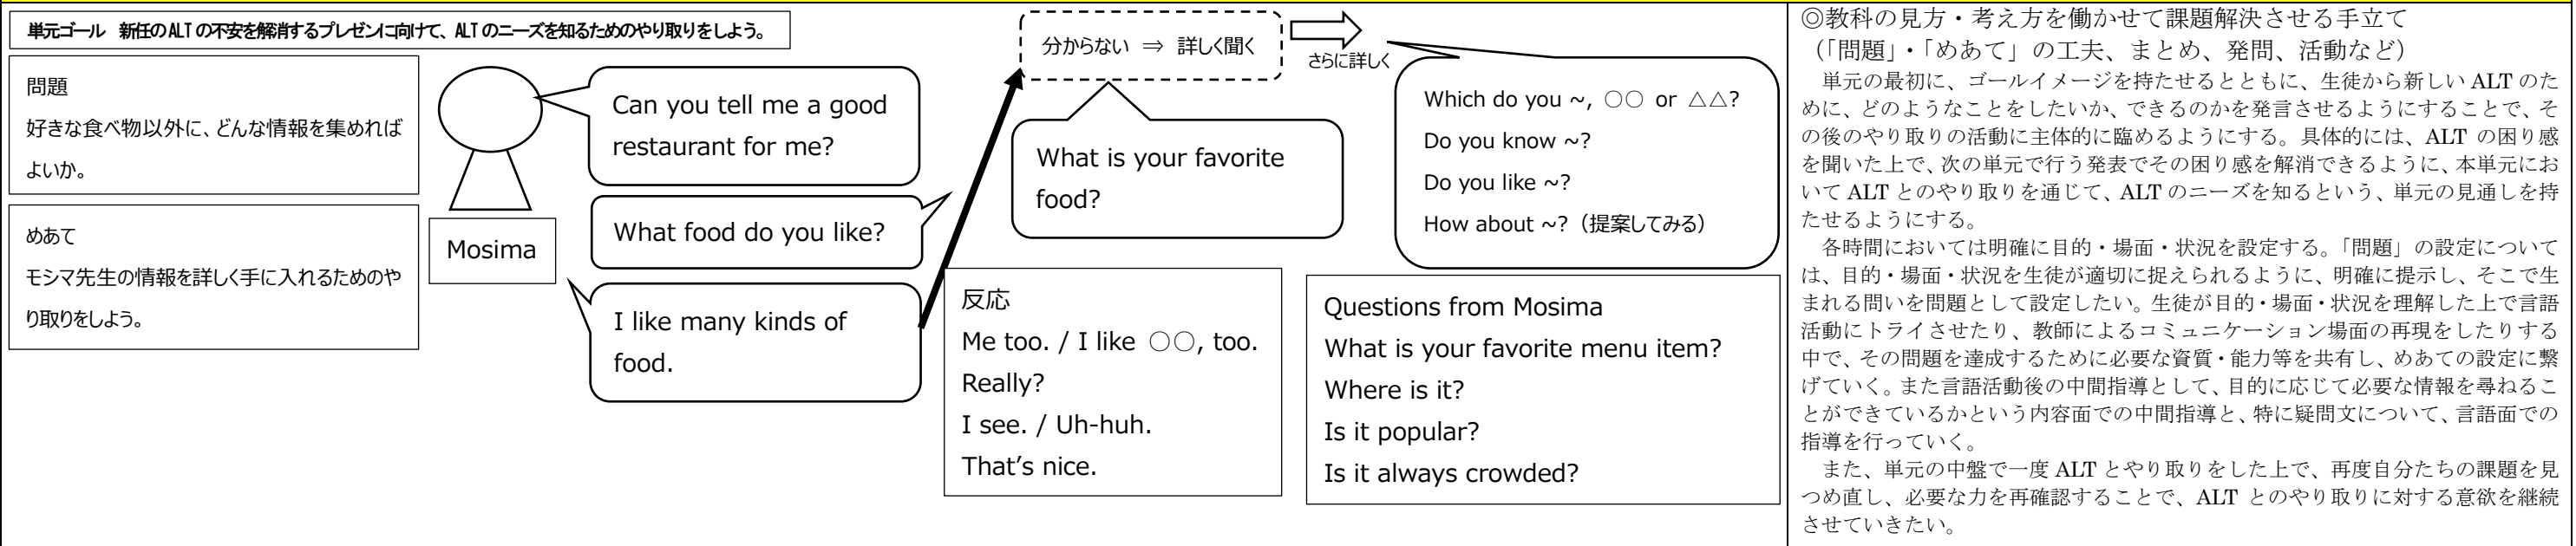 単元ゴール　新任のALTの不安を解消するプレゼンに向けて、ALTのニーズを知るためのやり取りをしよう。
問題
好きな食べ物以外に、どんな情報を集めれば
よいか。
めあて
モシマ先生の情報を詳しく手に入れるためのや
り取りをしよう。
Mosima
Can you tell me a good
restaurant for me?
What food do you like?
I like many kinds of
food.
分からない ⇒ 詳しく聞く
さらに詳しく
What is your favorite
food?
Which do you ~, ○○ or △△?
Do you know ~?
Do you like ~?
How about ~?（提案してみる）
反応
Me too. / I like ○○, too.
Really?
I see. / Uh-huh.
That’s nice.
Questions from Mosima
What is your favorite menu item?
Where is it?
Is it popular?
Is it always crowded?
◎教科の見方・考え方を働かせて課題解決させる手立て
（「問題」・「めあて」の工夫、まとめ、発問、活動など）
　単元の最初に、ゴールイメージを持たせるとともに、生徒から新しい ALT のた
めに、どのようなことをしたいか、できるのかを発言させるようにすることで、そ
の後のやり取りの活動に主体的に臨めるようにする。具体的には、ALT の困り感
を聞いた上で、次の単元で行う発表でその困り感を解消できるように、本単元にお
いて ALT とのやり取りを通じて、ALT のニーズを知るという、単元の見通しを持
たせるようにする。
　各時間においては明確に目的・場面・状況を設定する。「問題」の設定について
は、目的・場面・状況を生徒が適切に捉えられるように、明確に提示し、そこで生
まれる問いを問題として設定したい。生徒が目的・場面・状況を理解した上で言語
活動にトライさせたり、教師によるコミュニケーション場面の再現をしたりする
中で、その問題を達成するために必要な資質・能力等を共有し、めあての設定に繋
げていく。また言語活動後の中間指導として、目的に応じて必要な情報を尋ねるこ
とができているかという内容面での中間指導と、特に疑問文について、言語面での
指導を行っていく。
　また、単元の中盤で一度 ALT とやり取りをした上で、再度自分たちの課題を見
つめ直し、必要な力を再確認することで、ALT とのやり取りに対する意欲を継続
させていきたい。